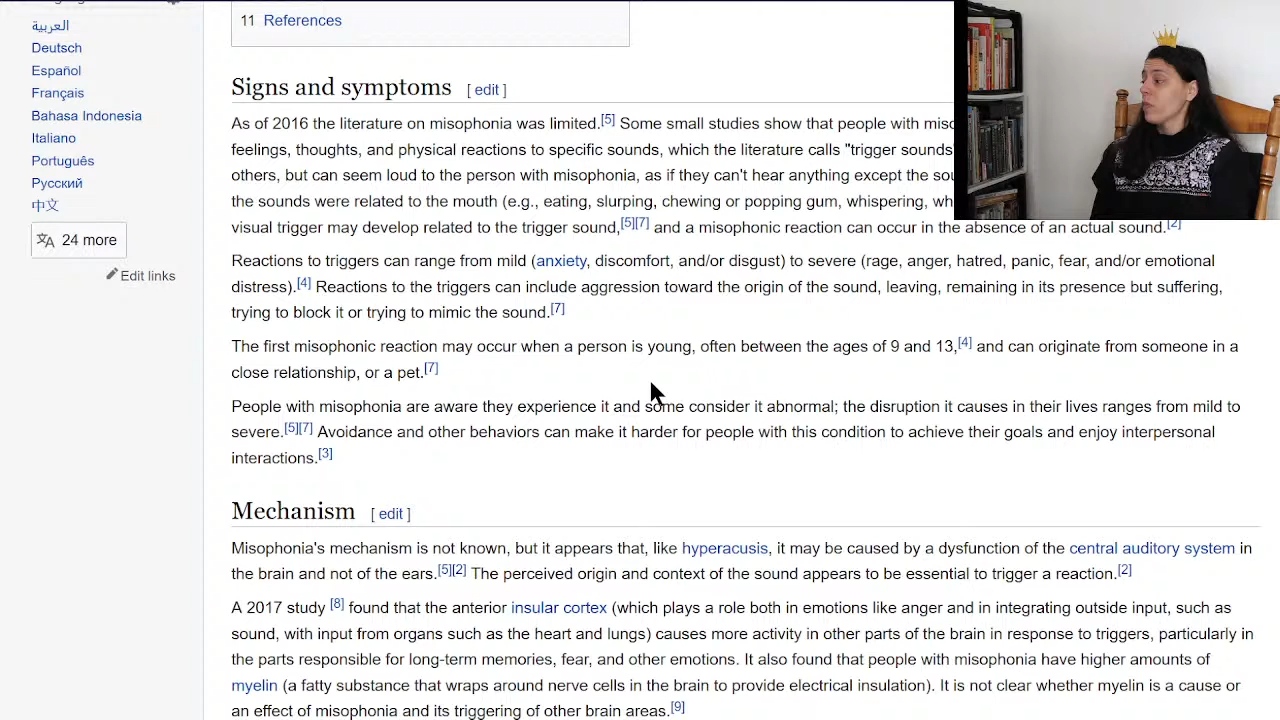 العربية
Deutsch
Español
Français
Bahasa Indonesia
Italiano
Português
Русский
中文
24 more
Edit links
11 References
Signs and symptoms [ edit ]
As of 2016 the literature on misophonia was limited.[5] Some small studies show that people with
feelings, thoughts, and physical reactions to specific sounds, which the literature calls "trigger sounds
others, but can seem loud to the person with misophonia, as if they can't hear anything except the
the sounds were related to the mouth (e.g., eating, slurping, chewing or popping gum, whispering,
visual trigger may develop related to the trigger sound,[5][7] and a misophonic reaction can occur in the absence of an actual sound.[2]
Reactions to triggers can range from mild (anxiety, discomfort, and/or disgust) to severe (rage, anger, hatred, panic, fear, and/or emotional
distress).[4] Reactions to the triggers can include aggression toward the origin of the sound, leaving, remaining in its presence but suffering,
trying to block it or trying to mimic the sound.[7]
The first misophonic reaction may occur when a person is young, often between the ages of 9 and 13,[4] and can originate from someone in a
close relationship, or a pet.[7]
People with misophonia are aware they experience it and some consider it abnormal; the disruption it causes in their lives ranges from mild to
severe.[5][7] Avoidance and other behaviors can make it harder for people with this condition to achieve their goals and enjoy interpersonal
interactions.[3]
Mechanism [ edit ]
Misophonia's mechanism is not known, but it appears that, like hyperacusis, it may be caused by a dysfunction of the central auditory system in
the brain and not of the ears.[5][2] The perceived origin and context of the sound appears to be essential to trigger a reaction.[2]
A 2017 study [8] found that the anterior insular cortex (which plays a role both in emotions like anger and in integrating outside input, such as
sound, with input from organs such as the heart and lungs) causes more activity in other parts of the brain in response to triggers, particularly in
the parts responsible for long-term memories, fear, and other emotions. It also found that people with misophonia have higher amounts of
myelin (a fatty substance that wraps around nerve cells in the brain to provide electrical insulation). It is not clear whether myelin is a cause or
an effect of misophonia and its triggering of other brain areas.[9]